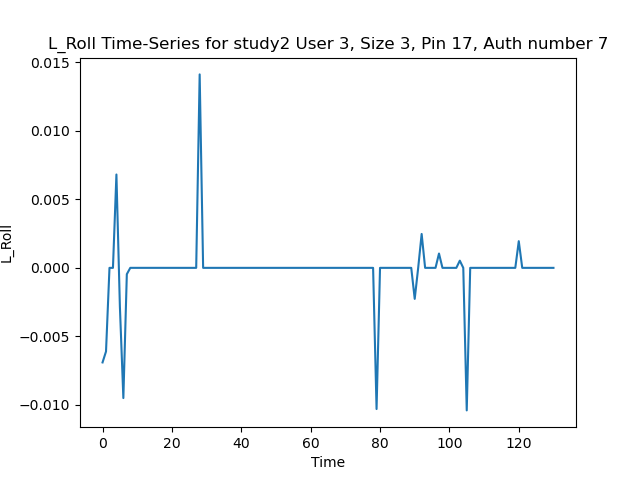 L_Roll Time-Series for study2 User 3, Size 3, Pin 17, Auth number 7
0.015
0.010
0.005
0.000
−0.005
−0.010
L_Roll
0 20 40 60 80 100 120
Time